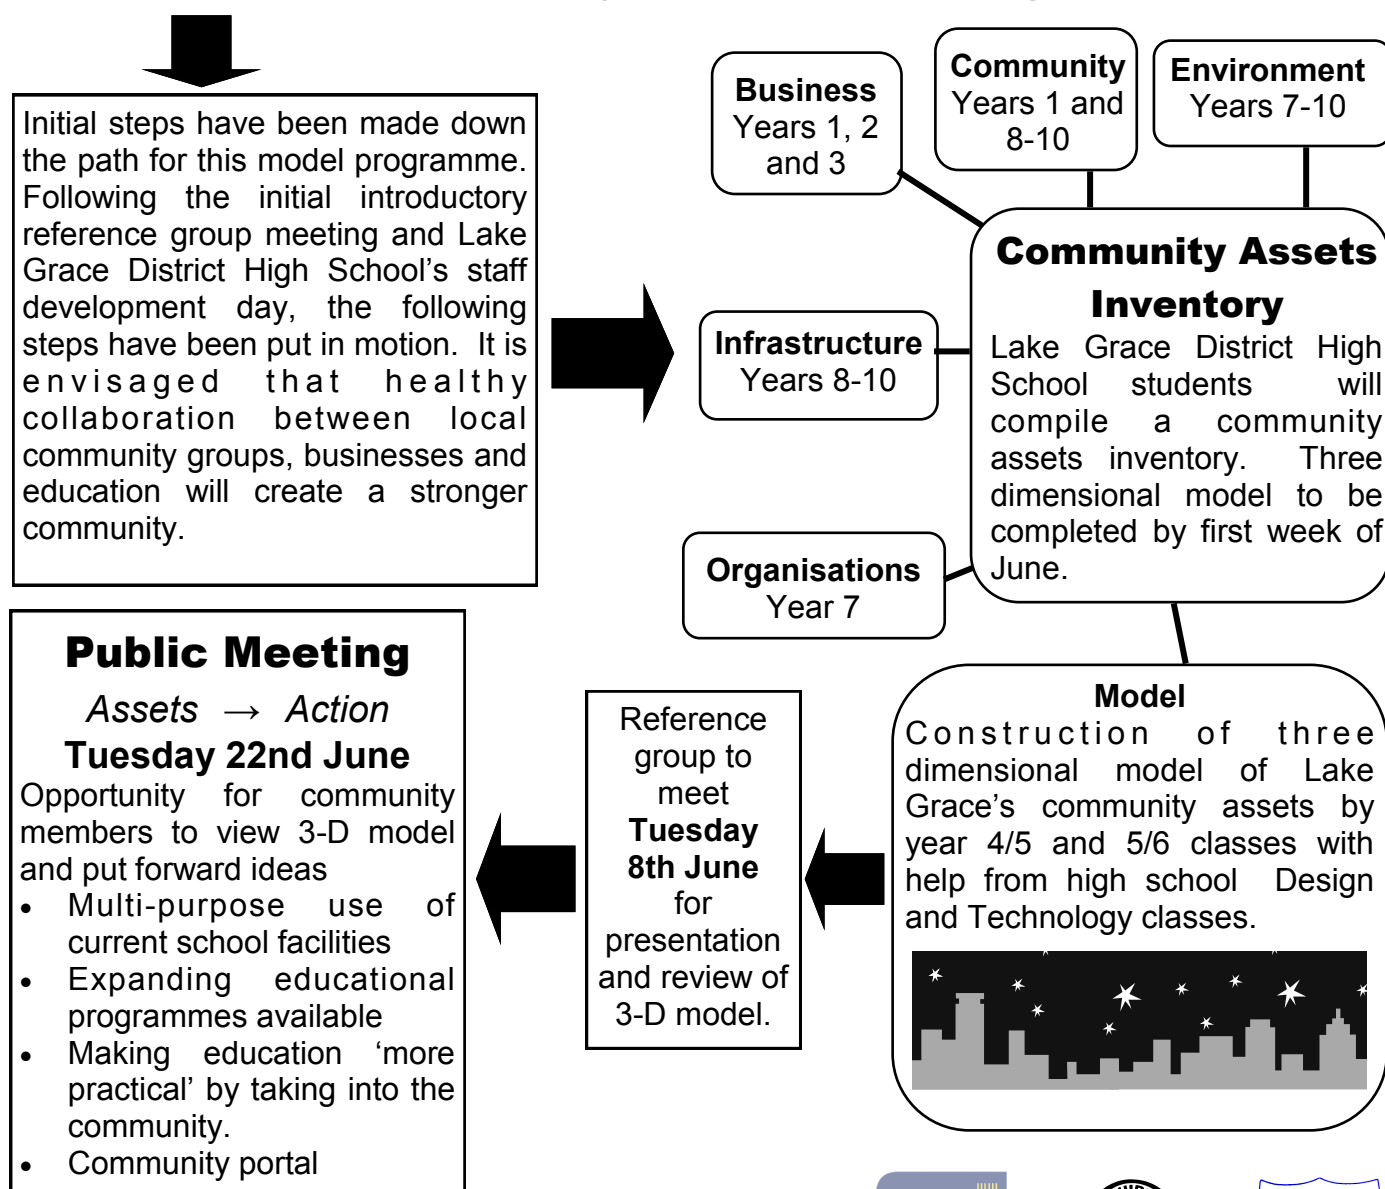 Initial steps have been made down
the path for this model programme.
Following the initial introductory
reference group meeting and Lake
Grace District High School's staff
development day, the following
steps have been put in motion. It is
envisaged that healthy
collaboration between local
community groups, businesses and
education will create a stronger
community.
Business
Years 1, 2
and 3
Community
Years 1 and
8-10
Environment
Years 7-10
Infrastructure
Years 8-10
Organisations
Year 7
Community Assets
Inventory
Lake Grace District High
School students will
compile a community
assets inventory. Three
dimensional model to be
completed by first week of
June.
Model
Construction of three
dimensional model of Lake
Grace's community assets by
year 4/5 and 5/6 classes with
help from high school Design
and Technology classes.
Reference
group to
meet
Tuesday
8th June
for
presentation
and review of
3-D model.
Public Meeting
Assets → Action
Tuesday 22nd June
Opportunity for community
members to view 3-D model
and put forward ideas
• Multi-purpose use of
current school facilities
• Expanding educational
programmes available
• Making education 'more
practical' by taking into the
community.
• Community portal